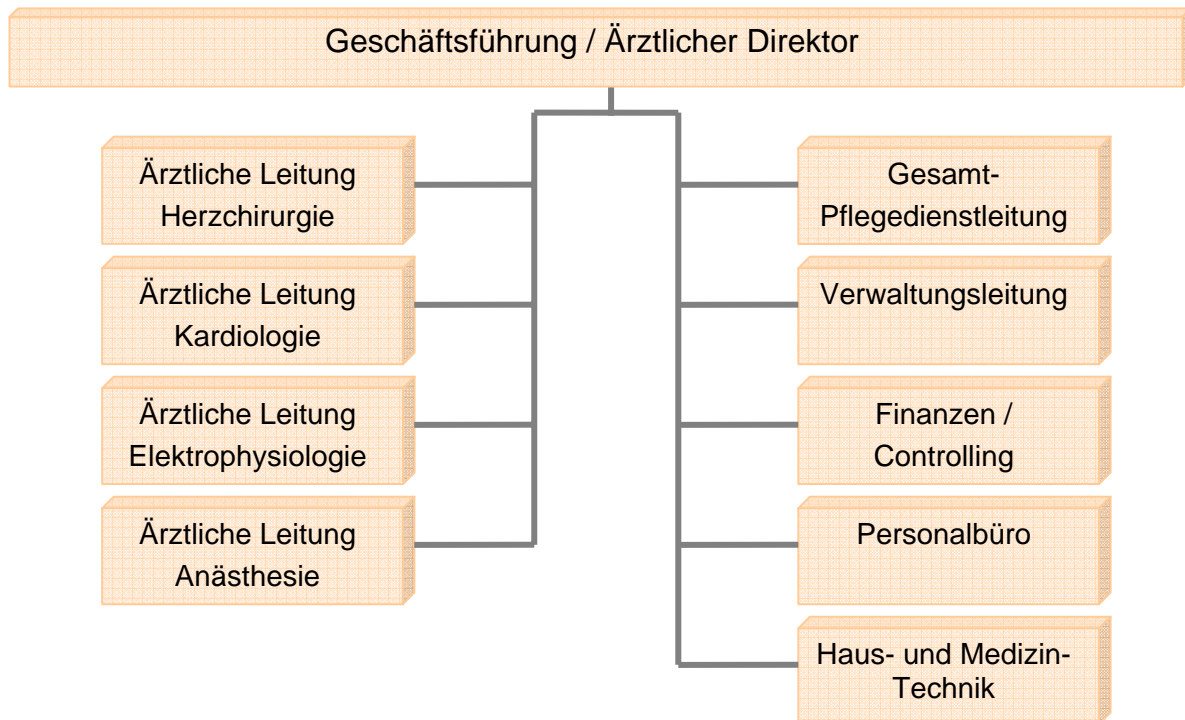 Geschäftsführung / Ärztlicher Direktor
Ärztliche Leitung
Herzchirurgie
Ärztliche Leitung
Kardiologie
Ärztliche Leitung
Elektrophysiologie
Ärztliche Leitung
Anästhesie
Gesamt-
Pflegedienstleitung
Verwaltungsleitung
Finanzen /
Controlling
Personalbüro
Haus- und Medizin-
Technik